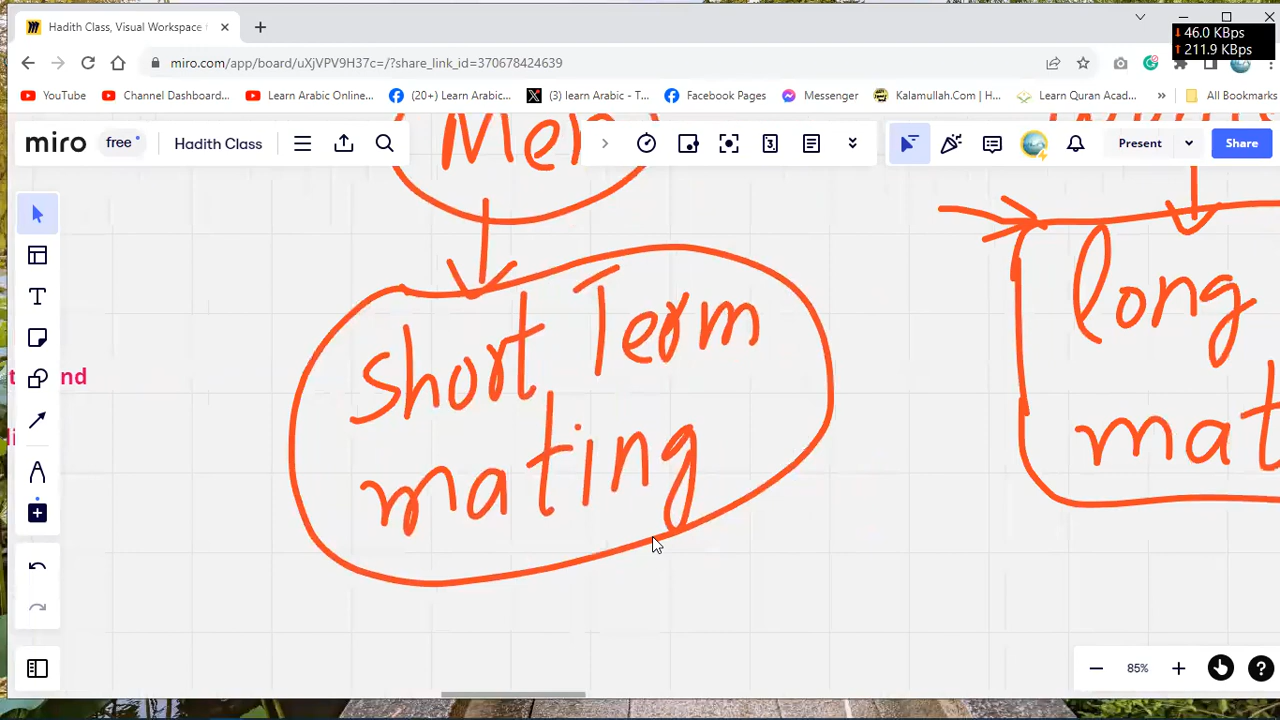 Hadith Class, Visual Workspace f
46.0 KBps
211.9 KBps
miro.com/app/board/uXjVPV9H37c=/?share_link_id=370678424639
YouTube
Channel Dashboard...
Learn Arabic Online...
(20+) Learn Arabic...
(3) learn Arabic - T...
Facebook Pages
Messenger
Kalamullah.Com | H...
Learn Quran Acad...
»
All Bookmarks
miro
free
Hadith Class
Present
Share
Men
Short Term
mating
long
mat
nd
85%